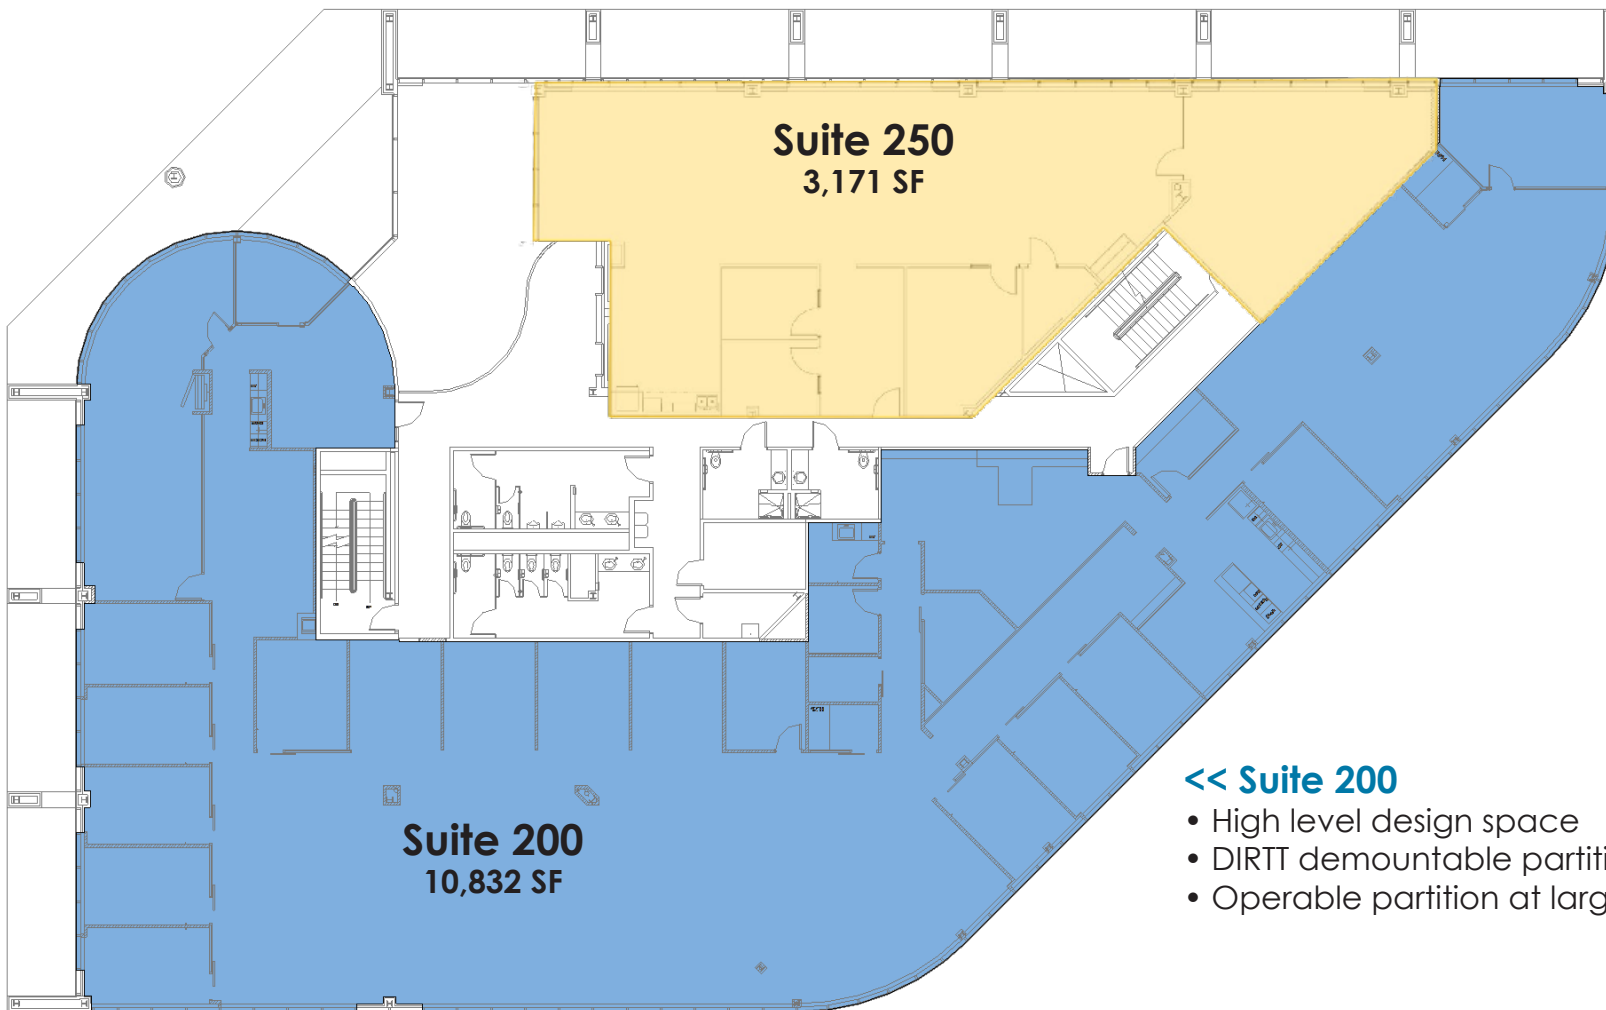 Suite 250
3,171 SF
<< Suite 200
• High level design space
• DIRTT demountable partiti
• Operable partition at larg
Suite 200
10,832 SF